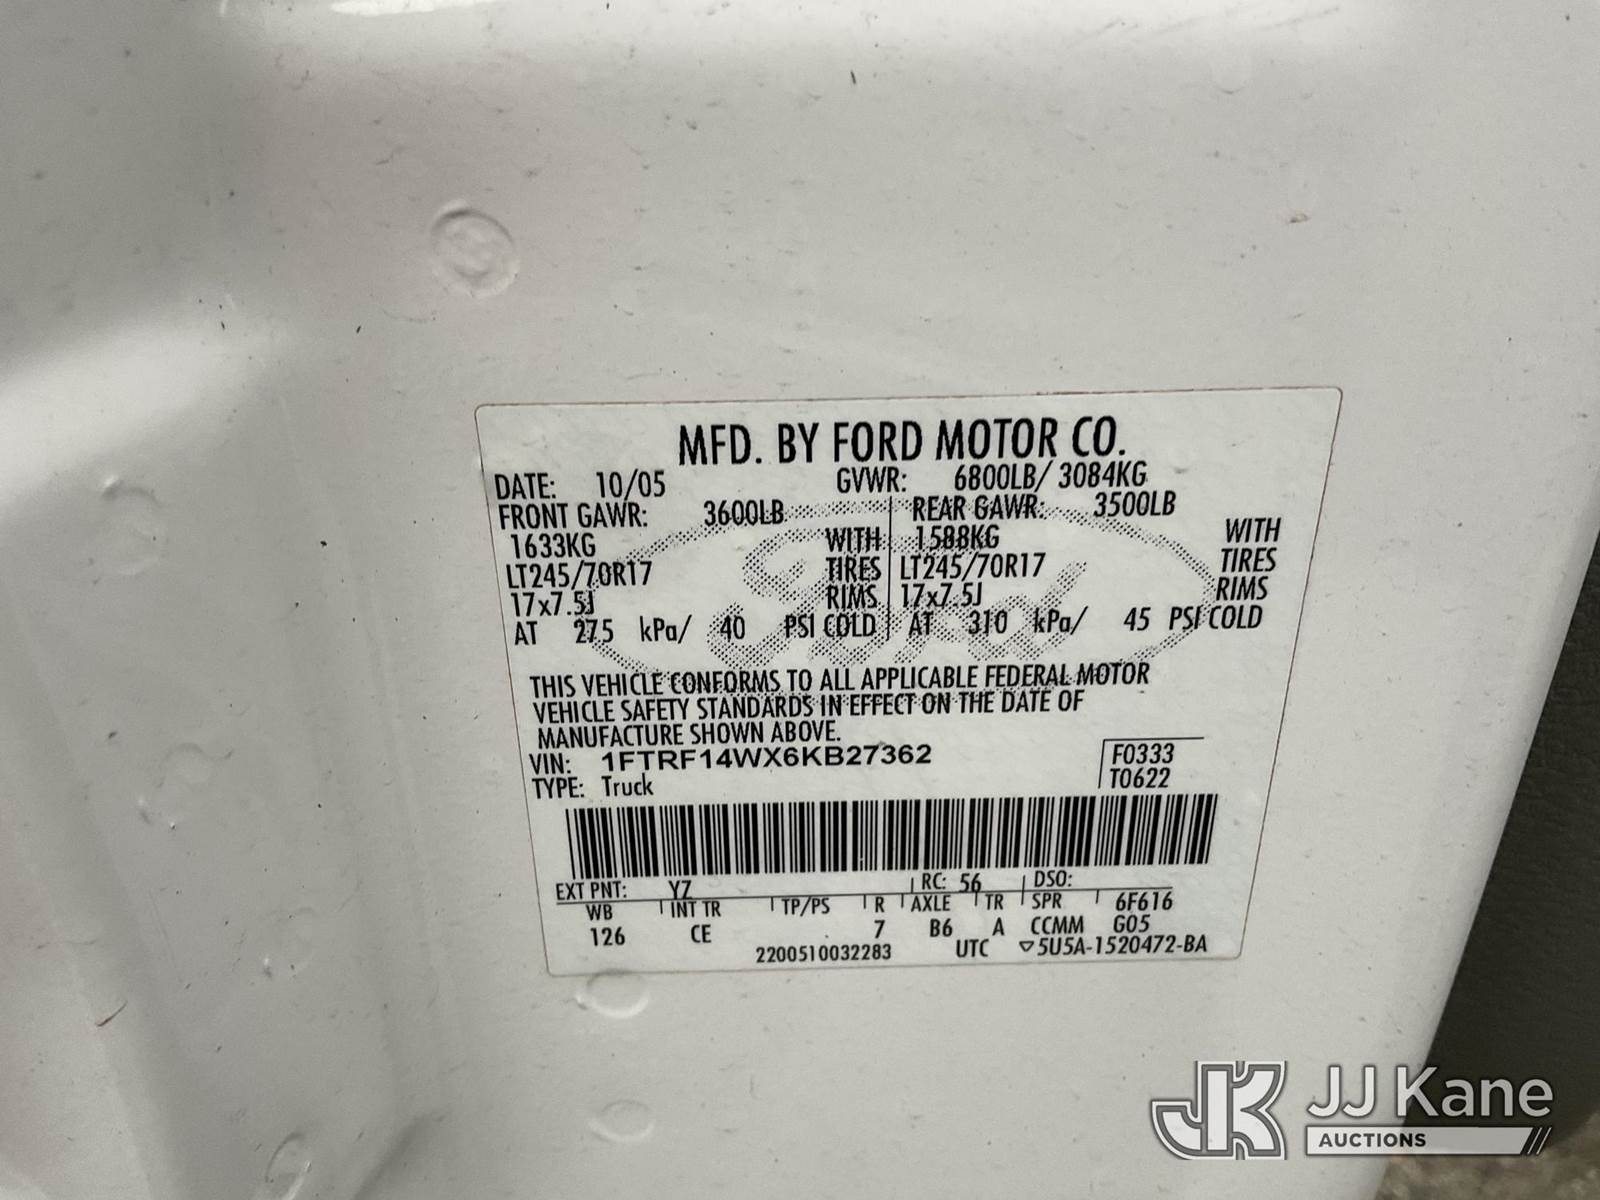 MFD. BY FORD MOTOR CO.
DATE: 10/05 GVWR: 6800LB/ 3084KG
FRONT GAWR: 3600LB REAR GAWR: 3500LB
1633KG WITH 1588KG WITH
LT245/70R17 TIRES LT245/70R17 TIRES
17x7.5J RIMS 17x7.5J RIMS
AT 275 kPa/ 40 PSI COLD AT 310 kPa/ 45 PSI COLD
Ford
THIS VEHICLE CONFORMS TO ALL APPLICABLE FEDERAL MOTOR
VEHICLE SAFETY STANDARDS IN EFFECT ON THE DATE OF
MANUFACTURE SHOWN ABOVE.
VIN: 1FTRF14WX6KB27362 F0333
TYPE: Truck T0622
EXT PNT: YZ RC: 56 DSO:
WB INT TR TP/PS R AXLE TR SPR 6F616
126 CE 7 B6 A CCMM G05
2200510032283 UTC ▽5U5A-1520472-BA
JK JJ Kane
AUCTIONS